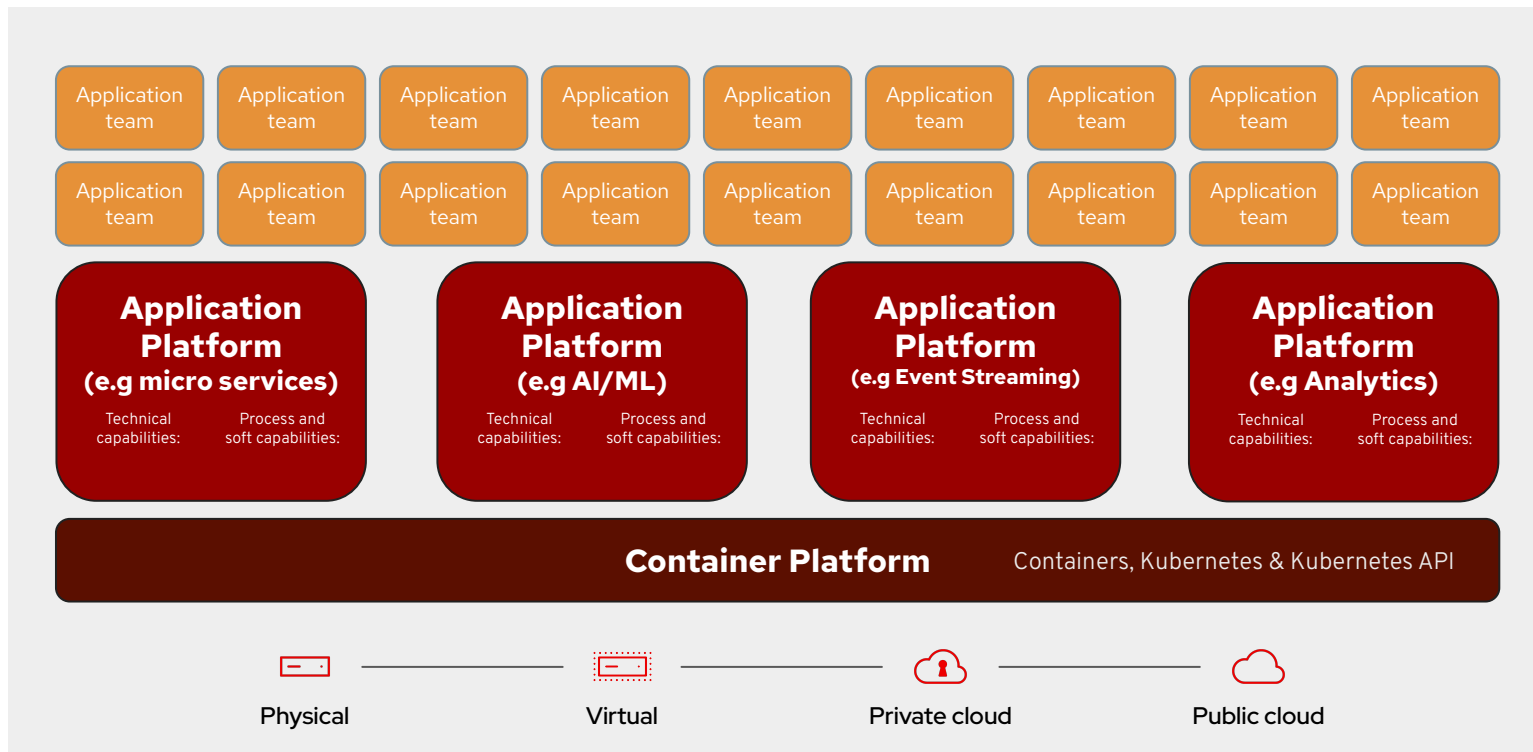 Application Application Application Application Application Application Application Application Application
team team team team team team team team team
Application Application Application Application Application Application Application Application Application
team team team team team team team team team
Application
Platform
(e.g micro services)
Technical
capabilities:
Process and
soft capabilities:
Application
Platform
(e.g AI/ML)
Technical
capabilities:
Process and
soft capabilities:
Application
Platform
(e.g Event Streaming)
Technical
capabilities:
Process and
soft capabilities:
Application
Platform
(e.g Analytics)
Technical
capabilities:
Process and
soft capabilities:
Container Platform
Containers, Kubernetes & Kubernetes API
Physical
Virtual
Private cloud
Public cloud